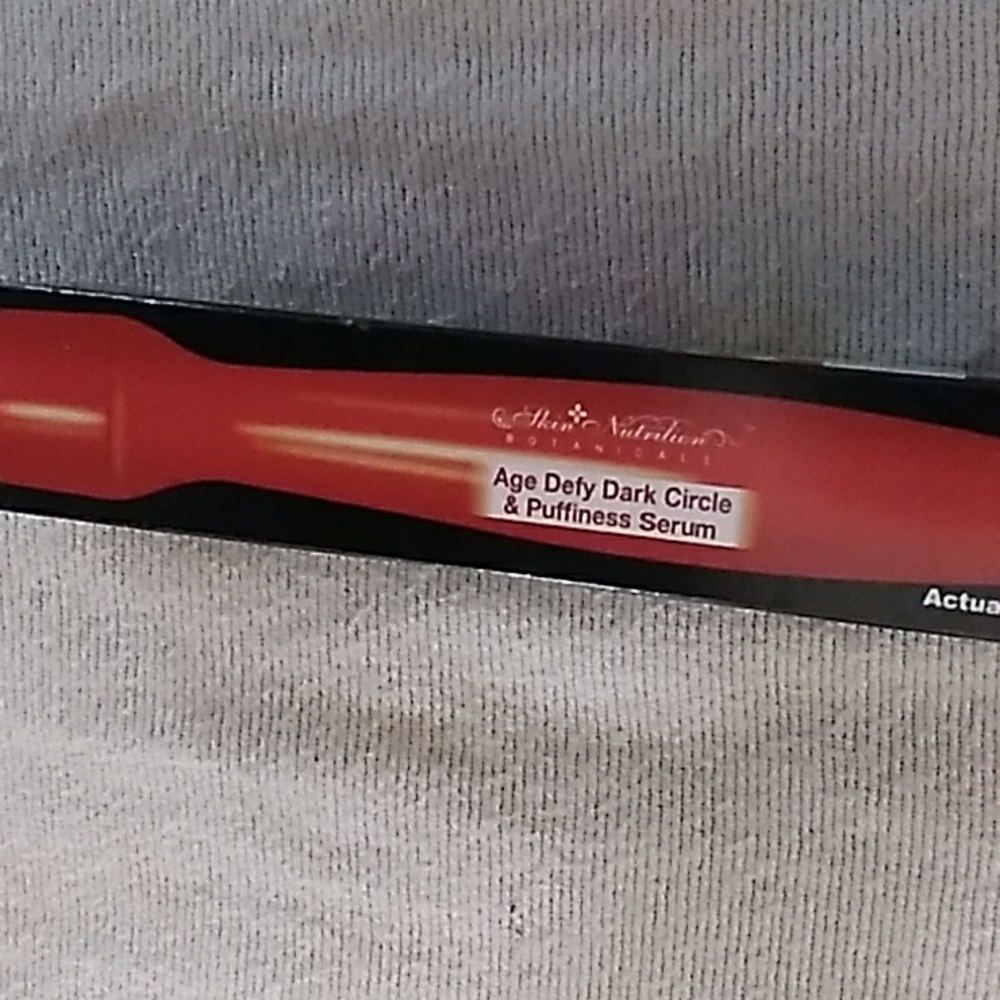 Skin Nutrition
BOTANICALS
Age Defy Dark Circle
& Puffiness Serum
Actua